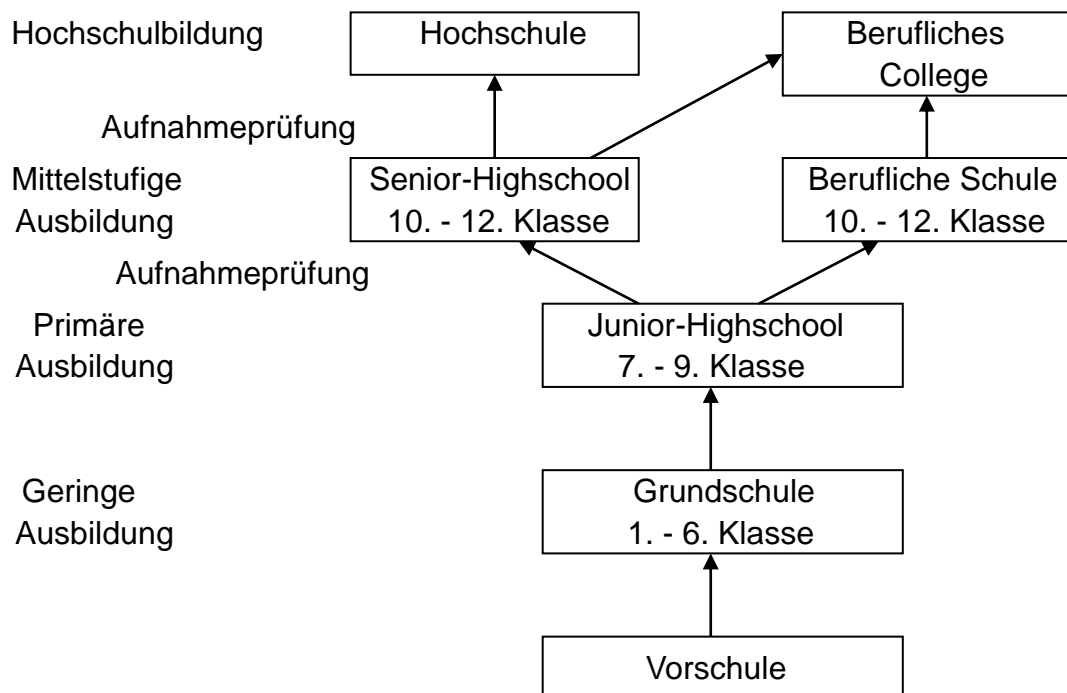 Hochschulbildung
Hochschule
Berufliches
College
Aufnahmeprüfung
Mittelstufige
Ausbildung
Senior-Highschool
10. - 12. Klasse
Berufliche Schule
10. - 12. Klasse
Aufnahmeprüfung
Primäre
Ausbildung
Junior-Highschool
7. - 9. Klasse
Geringe
Ausbildung
Grundschule
1. - 6. Klasse
Vorschule